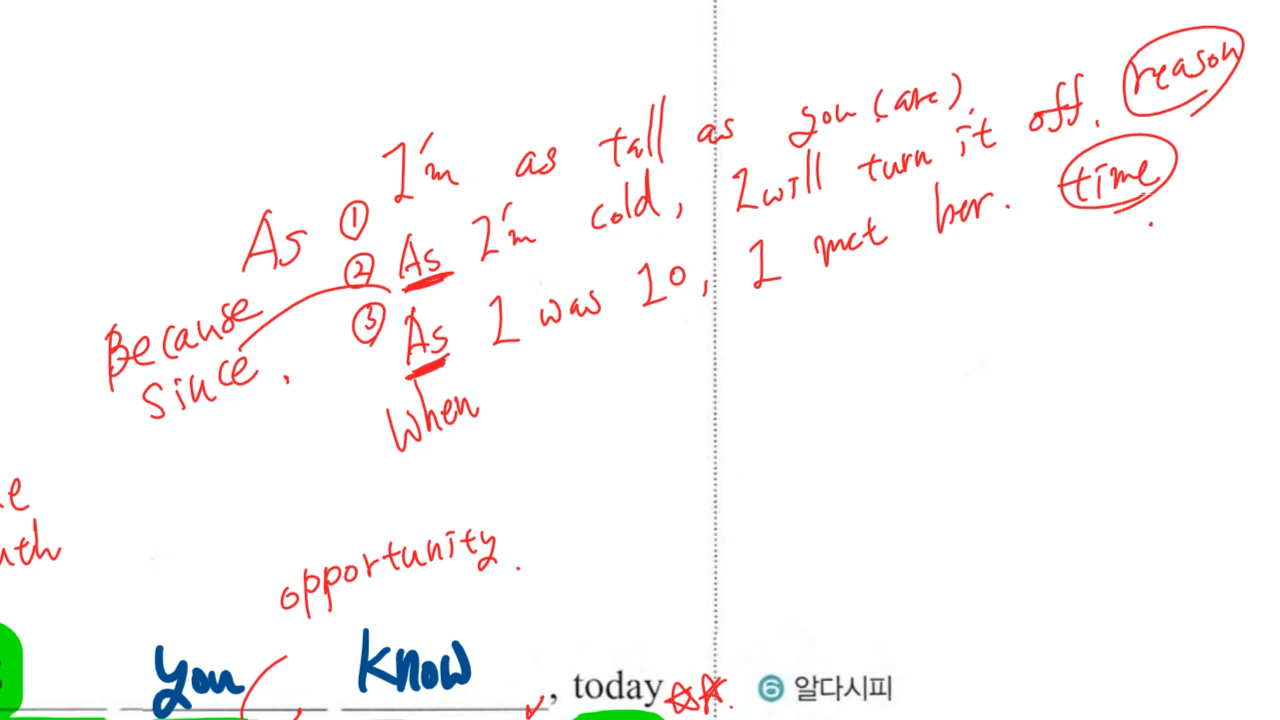 As ① I'm as tall as you (are).
② As I'm cold, I will turn it off. reason
③ As I was 10, I met her. time
Because
since.
when
opportunity.
you know, today ☆☆. ⑥ 알다시피